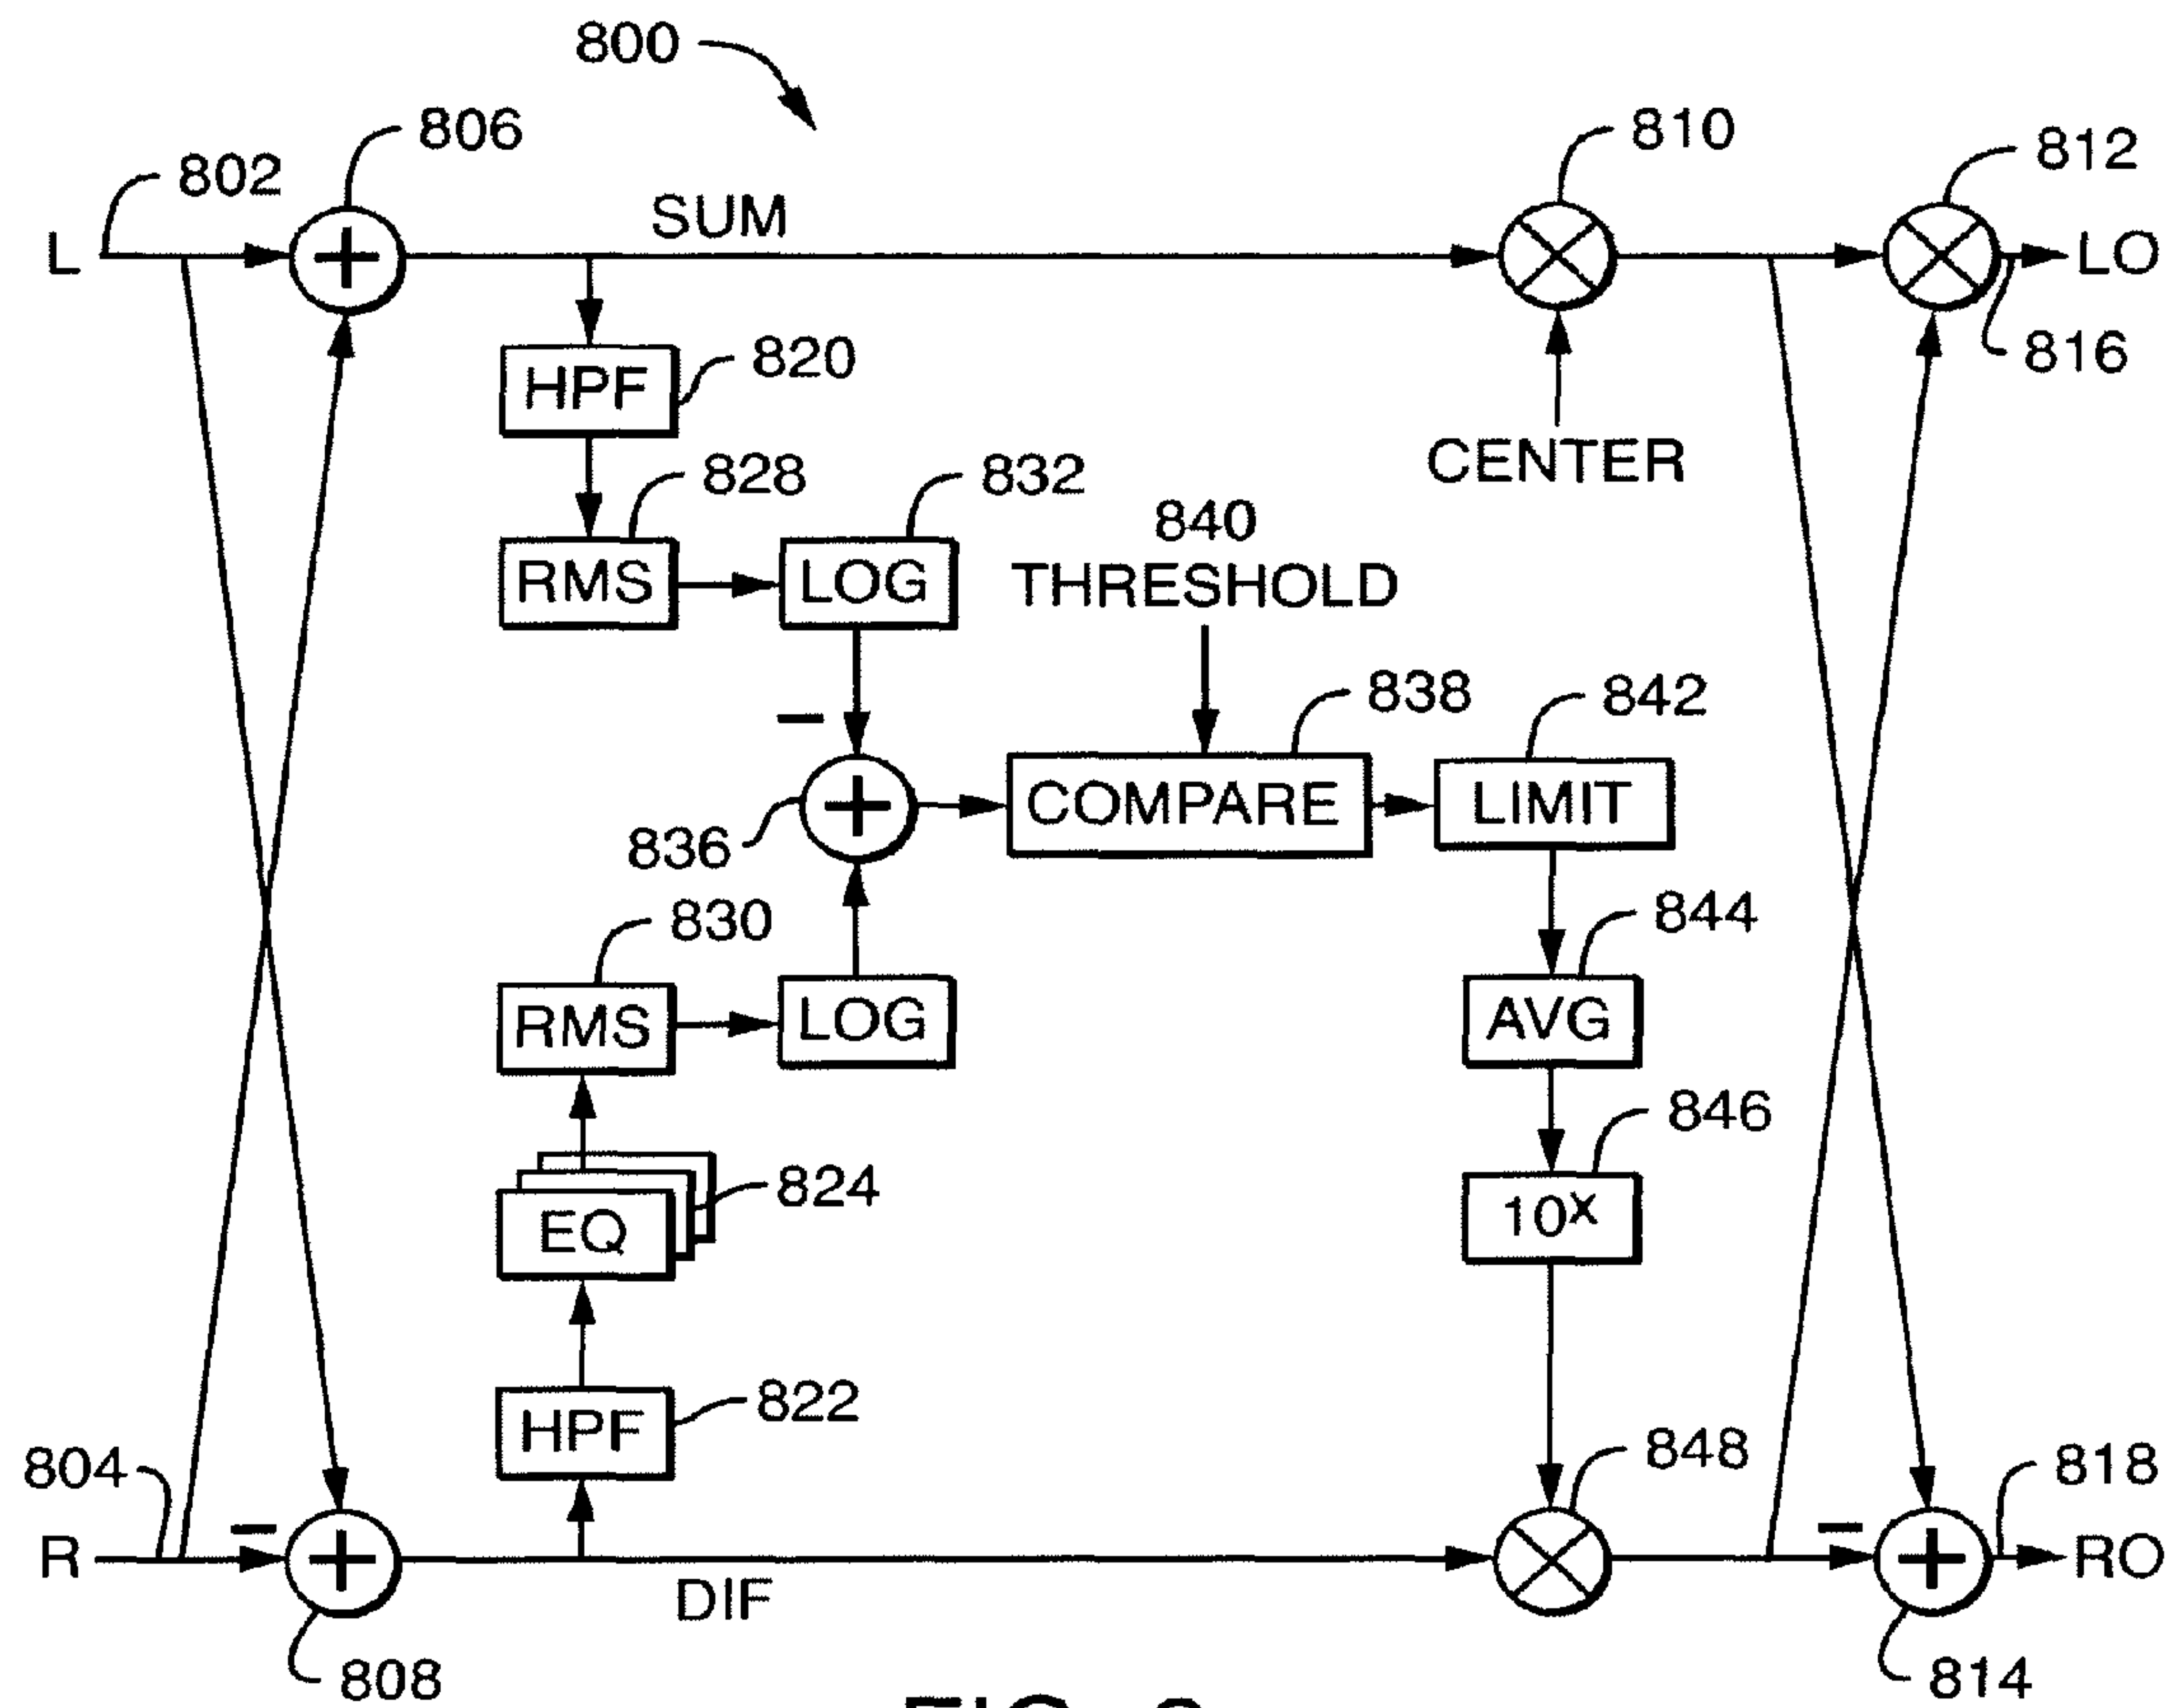 800
806
810
812
802
L
+
SUM
LO
816
HPF
820
CENTER
828
832
840
THRESHOLD
RMS
LOG
838
842
−
+
COMPARE
LIMIT
836
830
844
RMS
LOG
AVG
846
EQ
824
10ˣ
HPF
822
804
848
818
R
−
+
DIF
−
+
RO
808
814